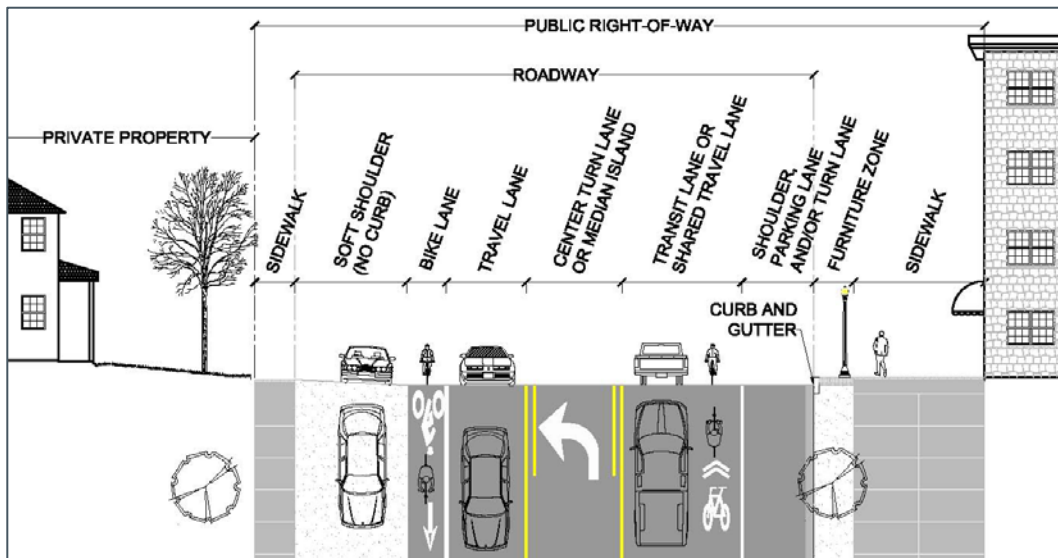 PUBLIC RIGHT-OF-WAY
ROADWAY
PRIVATE PROPERTY
SIDEWALK
SOFT SHOULDER
(NO CURB)
BIKE LANE
TRAVEL LANE
CENTER TURN LANE
OR MEDIAN ISLAND
TRANSIT LANE OR
SHARED TRAVEL LANE
SHOULDER,
PARKING LANE
AND/OR TURN LANE
FURNITURE ZONE
SIDEWALK
CURB AND
GUTTER